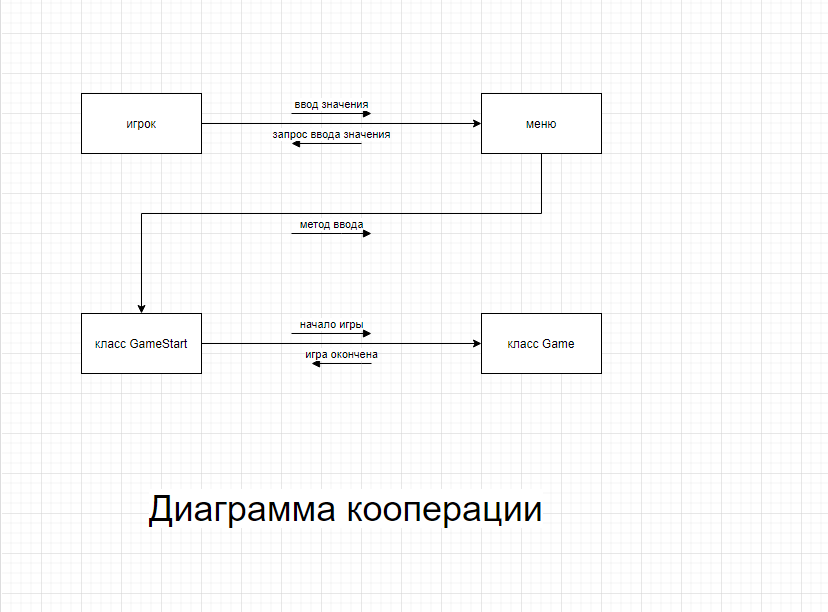 ввод значения
игрок
меню
запрос ввода значения
метод ввода
начало игры
класс GameStart
класс Game
игра окончена
Диаграмма кооперации